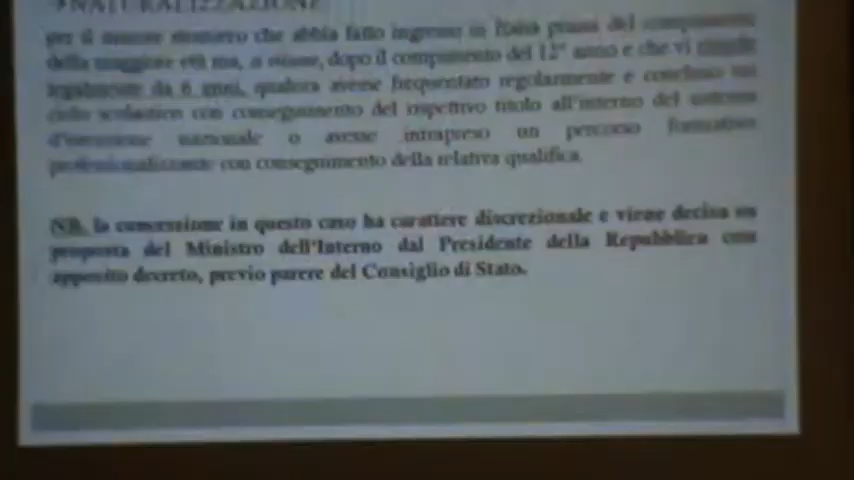 NATURALIZZAZIONE
per il minore straniero che abbia fatto ingresso in Italia prima del compimento
della maggiore età ma, a dopo il compimento del 12° anno e che vi risieda
legalmente da 6 anni, qualora avesse frequentato regolarmente e concluso un
ciclo scolastico con conseguimento del rispettivo titolo all'interno del sistema
d'istruzione nazionale o avesse intrapreso un percorso formativo
professionalizzante con conseguimento della relativa qualifica.
NB. la concessione in questo caso ha carattere discrezionale e viene decisa su
proposta del Ministro dell'Interno dal Presidente della Repubblica con
apposito decreto, previo parere del Consiglio di Stato.